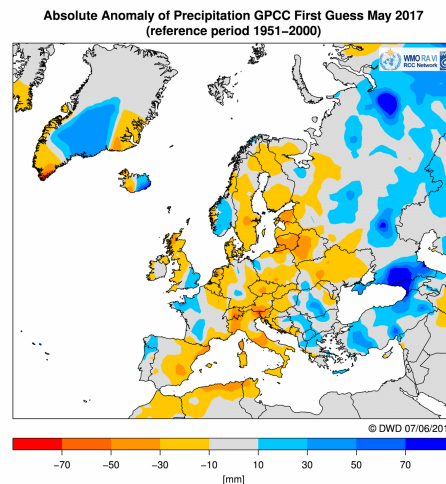 Absolute Anomaly of Precipitation GPCC First Guess May 2017
(reference period 1951−2000)
WMO RA VI
RCC Network
© DWD 07/06/201
−70 −50 −30 −10 10 30 50 70
[mm]